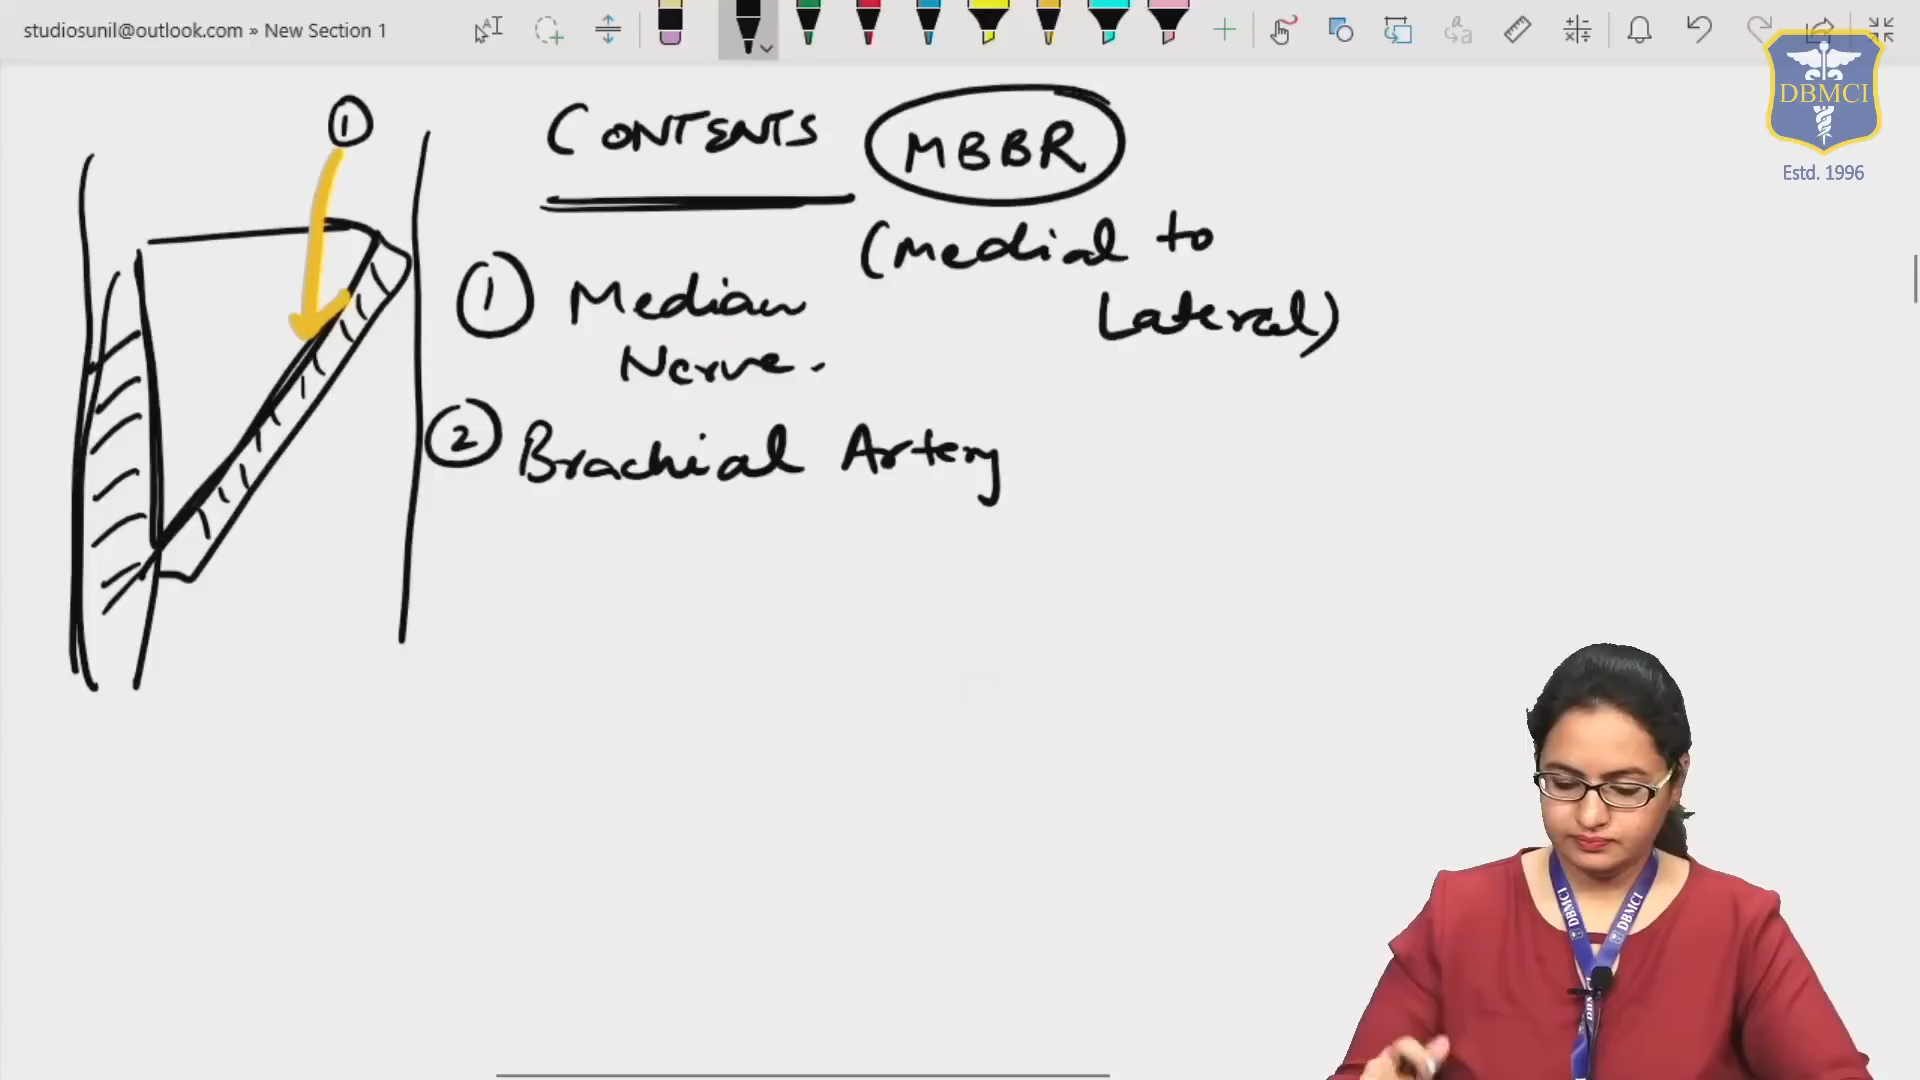 studiosunil@outlook.com » New Section 1
DBMCI
Estd. 1996
1
CONTENTS MBBR
(Medial to
Lateral)
1 Median
Nerve.
2 Brachial Artery
DBMCI
DBMCI